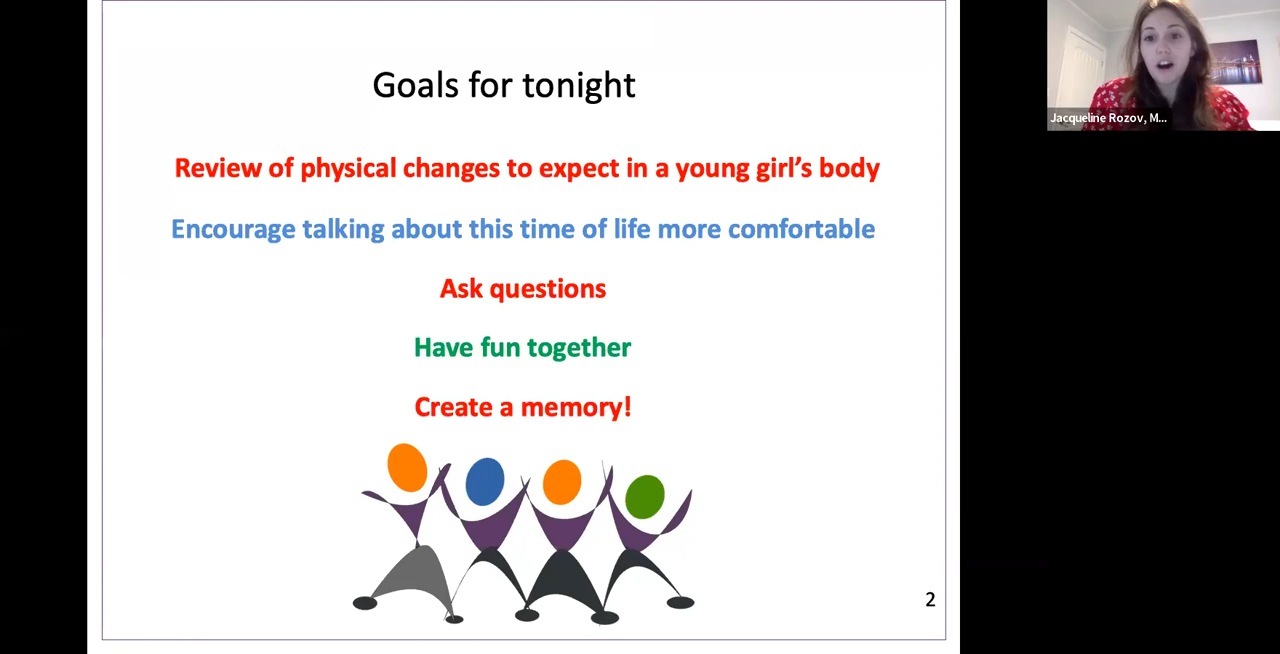 Goals for tonight
Review of physical changes to expect in a young girl’s body
Encourage talking about this time of life more comfortable
Ask questions
Have fun together
Create a memory!
2
Jacqueline Rozov, M...